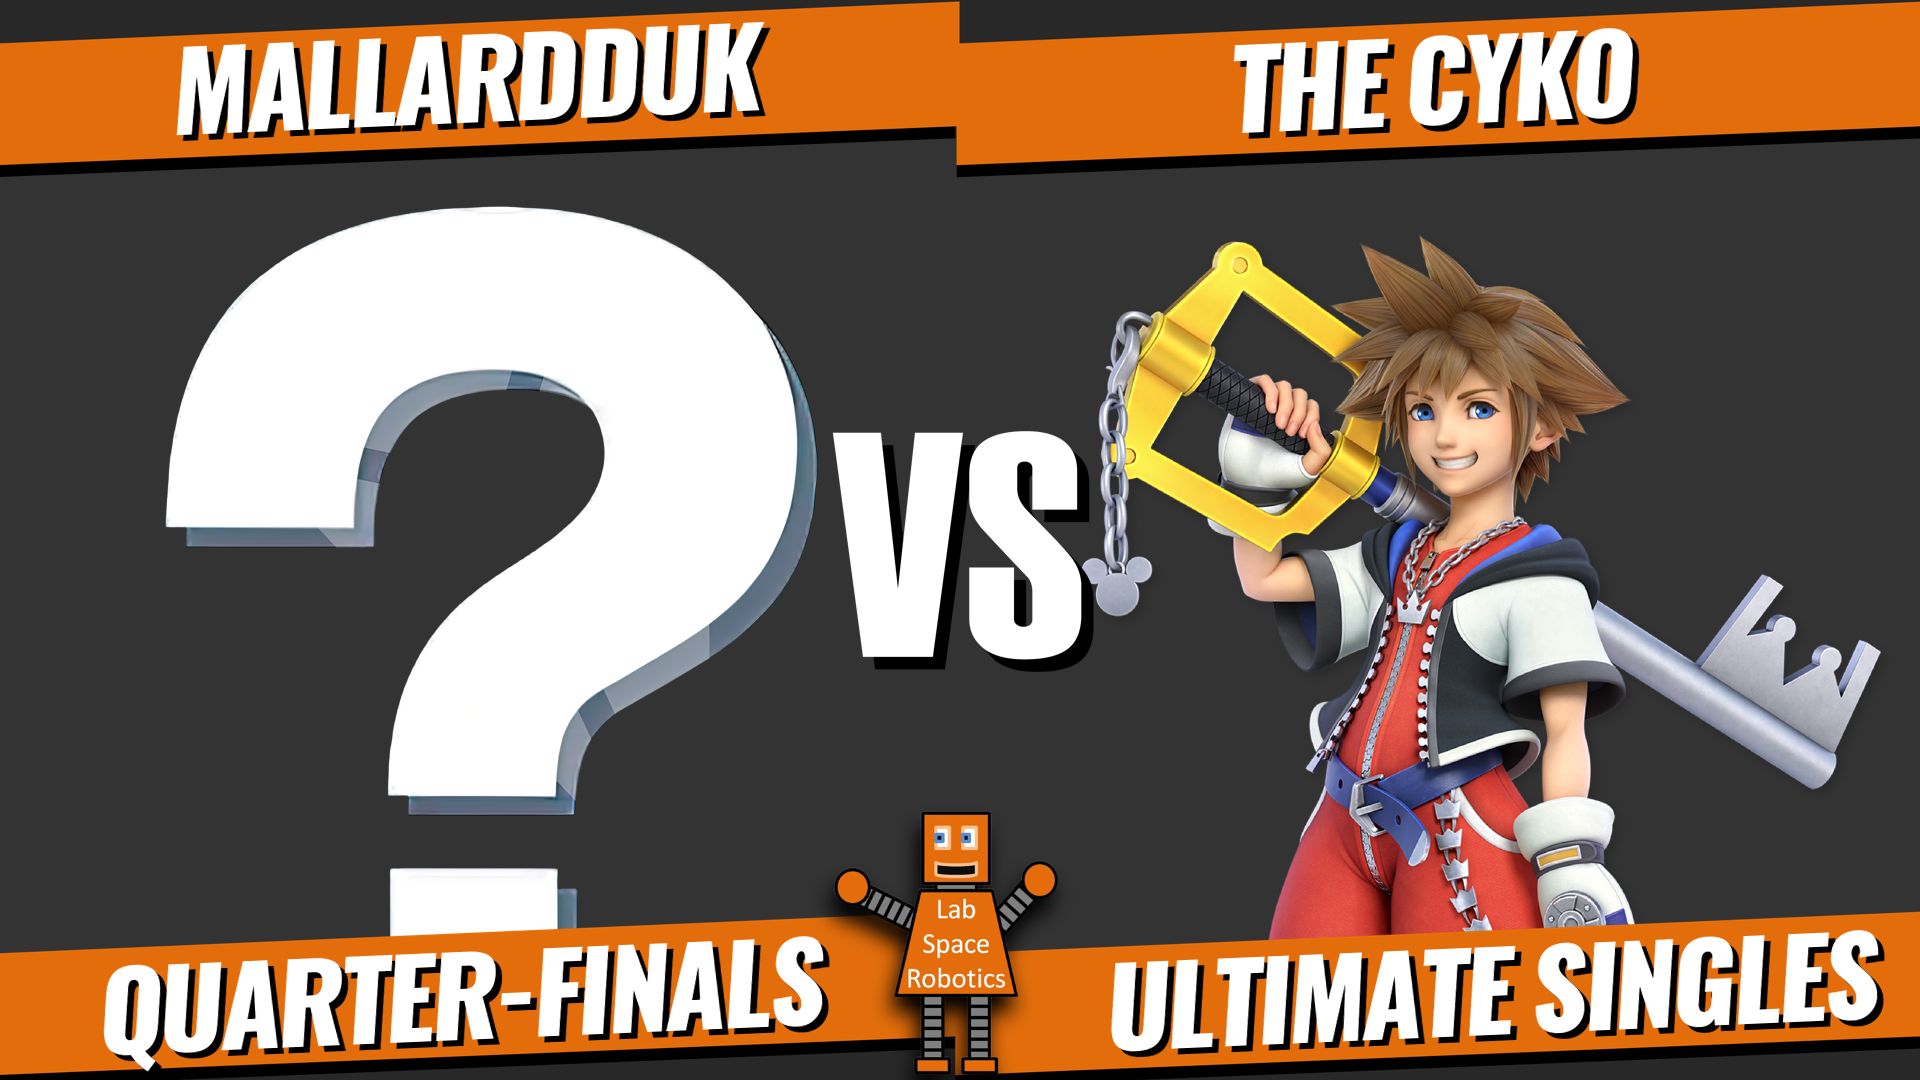 MALLARDDUK
THE CYKO
?
VS
Lab
Space
Robotics
QUARTER-FINALS
ULTIMATE SINGLES